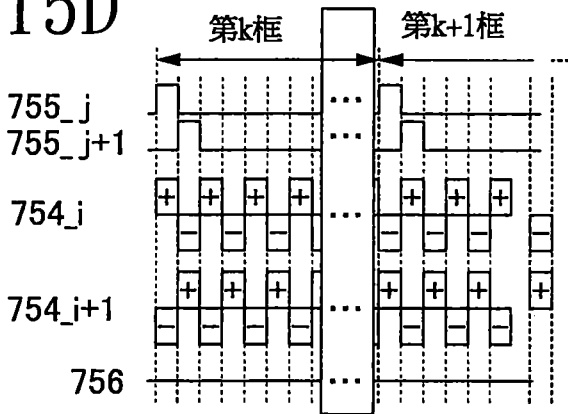 15D
第k框 第k+1框
755_j ...
755_j+1 ...
754_i + + + + ... + + +
− − − − − − −
754_i+1 + + + ... + + + +
− − − − − − −
756 ...